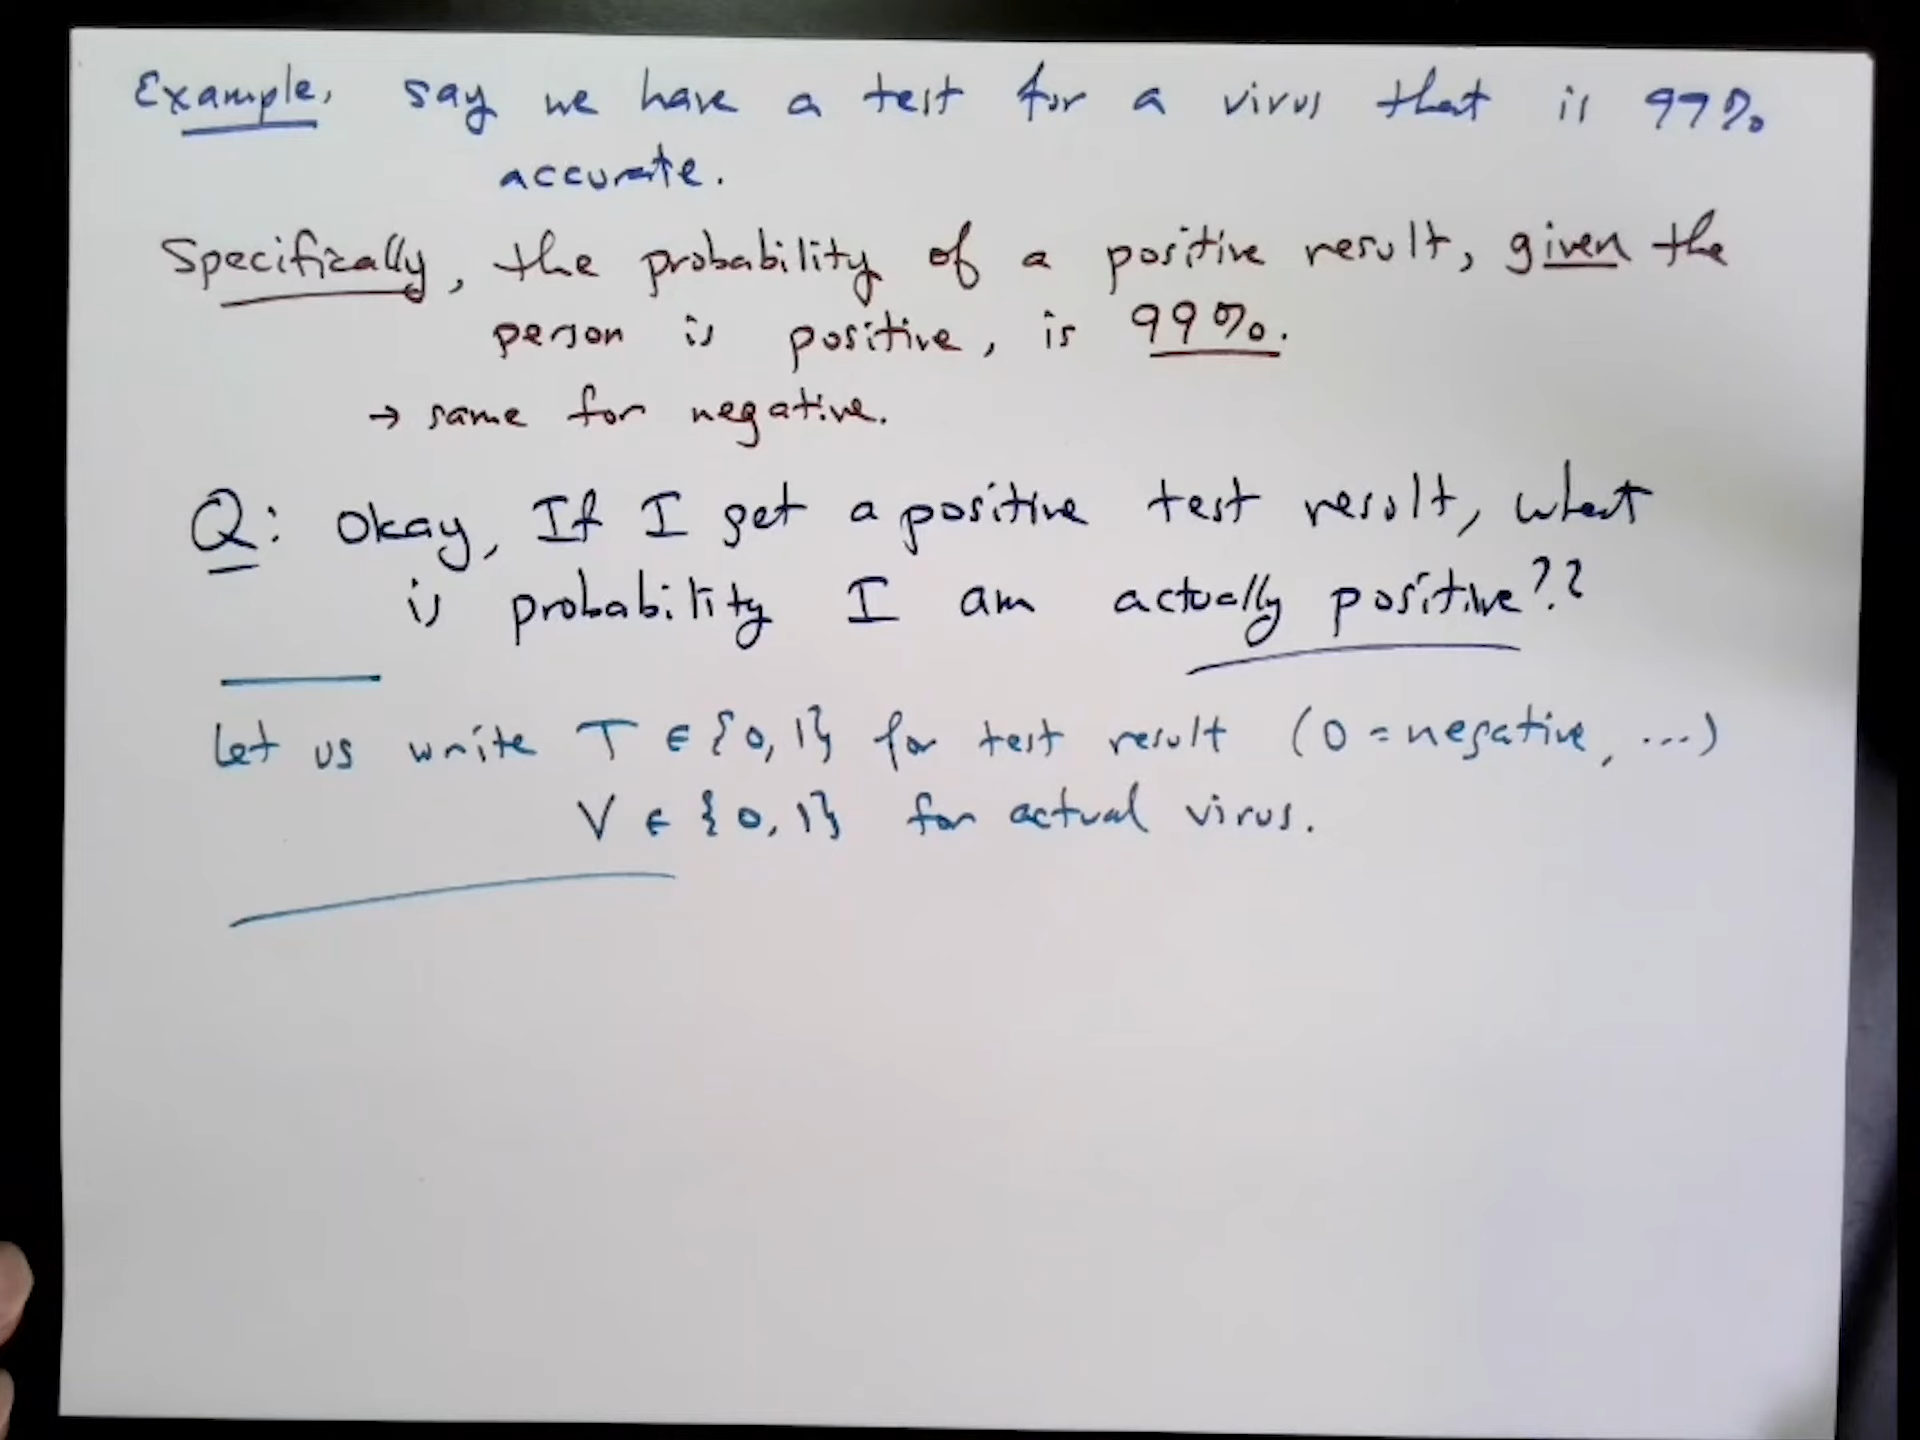 Example. say we have a test for a virus that is 99%
accurate.
Specifically, the probability of a positive result, given the
person is positive, is 99%.
→ same for negative.
Q: Okay, If I get a positive test result, what
is probability I am actually positive??
Let us write T ∈ {0,1} for test result (0 = negative, ...)
V ∈ {0,1} for actual virus.